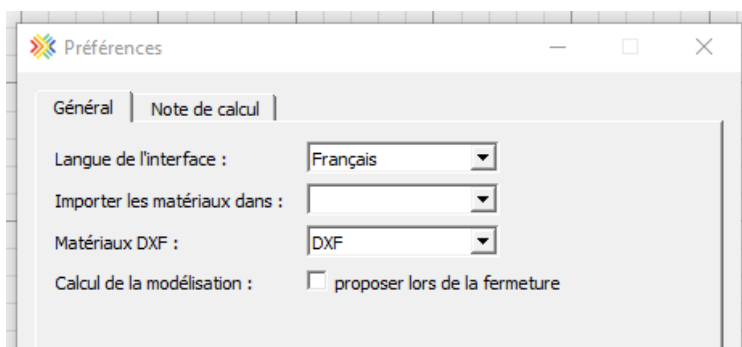 Préférences
Général Note de calcul
Langue de l'interface : Français
Importer les matériaux dans :
Matériaux DXF : DXF
Calcul de la modélisation : proposer lors de la fermeture